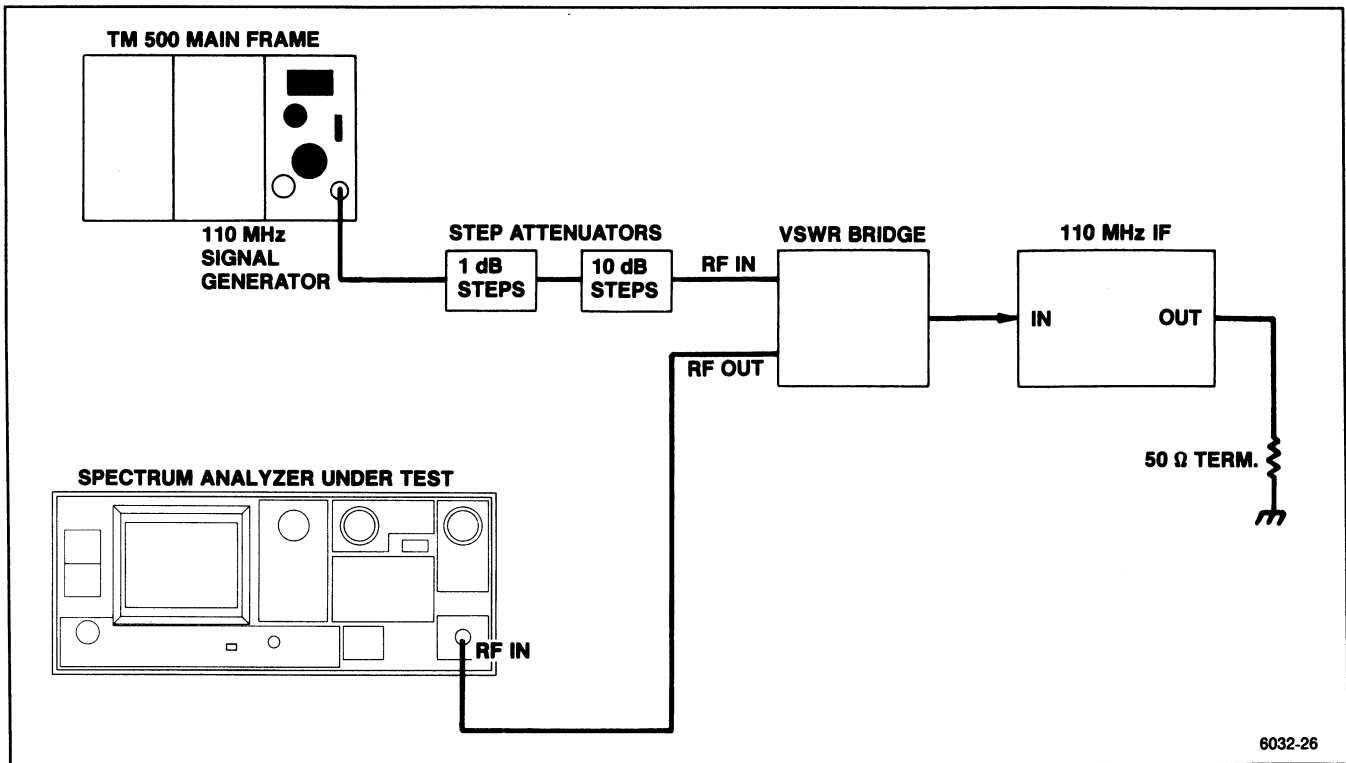 TM 500 MAIN FRAME
110 MHz
SIGNAL
GENERATOR
STEP ATTENUATORS
1 dB
STEPS
10 dB
STEPS
RF IN
VSWR BRIDGE
RF OUT
110 MHz IF
IN
OUT
50 Ω TERM.
SPECTRUM ANALYZER UNDER TEST
RF IN
6032-26